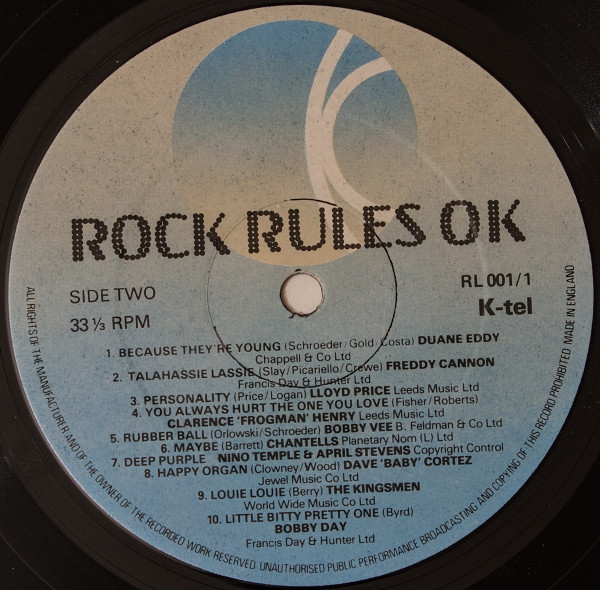 ROCK RULES OK
SIDE TWO
RL 001/1
33 ⅓ RPM
K-tel
1. BECAUSE THEY'RE YOUNG (Schroeder/Gold/Costa) DUANE EDDY
Chappell & Co Ltd
2. TALAHASSIE LASSIE (Slay/Picariello/Crewe) FREDDY CANNON
Francis Day & Hunter Ltd
3. PERSONALITY (Price/Logan) LLOYD PRICE Leeds Music Ltd
4. YOU ALWAYS HURT THE ONE YOU LOVE (Fisher/Roberts)
CLARENCE 'FROGMAN' HENRY Leeds Music Ltd
5. RUBBER BALL (Orlowski/Schroeder) BOBBY VEE B. Feldman & Co Ltd
6. MAYBE (Barrett) CHANTELLS Planetary Nom (L) Ltd
7. DEEP PURPLE NINO TEMPLE & APRIL STEVENS Copyright Control
8. HAPPY ORGAN (Clowney/Wood) DAVE 'BABY' CORTEZ
Jewel Music Co Ltd
9. LOUIE LOUIE (Berry) THE KINGSMEN
World Wide Music Co Ltd
10. LITTLE BITTY PRETTY ONE (Byrd)
BOBBY DAY
Francis Day & Hunter Ltd
ALL RIGHTS OF THE MANUFACTURER AND OF THE OWNER OF THE RECORDED WORK RESERVED. UNAUTHORISED PUBLIC PERFORMANCE BROADCASTING AND COPYING OF THIS RECORD PROHIBITED MADE IN ENGLAND